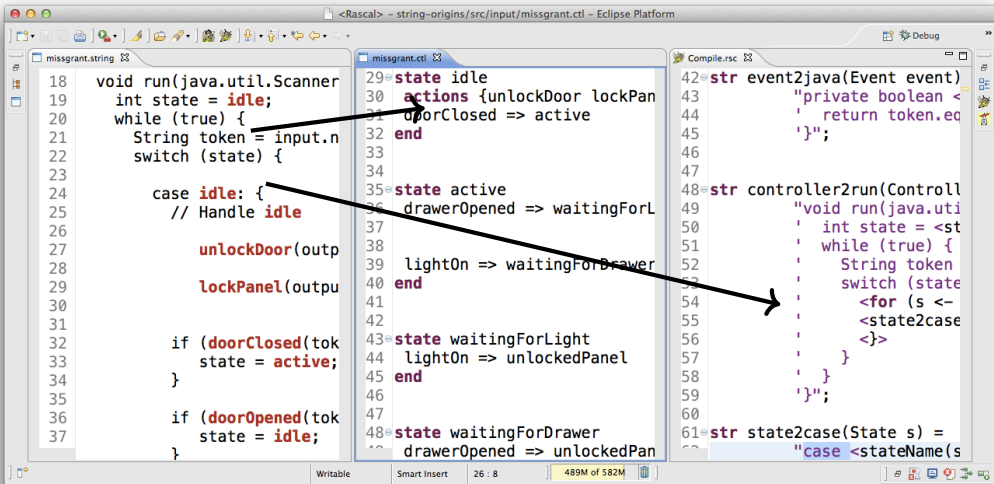 <Rascal> - string-origins/src/input/missgrant.ctl - Eclipse Platform
Debug
missgrant.string
18 void run(java.util.Scanner
19 int state = idle;
20 while (true) {
21 String token = input.n
22 switch (state) {
23
24 case idle: {
25 // Handle idle
26
27 unlockDoor(outp
28
29 lockPanel(outpu
30
31
32 if (doorClosed(tok
33 state = active;
34 }
35
36 if (doorOpened(tok
37 state = idle;
}
missgrant.ctl
29 state idle
30 actions {unlockDoor lockPan
31 doorClosed => active
32 end
33
34
35 state active
36 drawerOpened => waitingForL
37
38
39 lightOn => waitingForDrawer
40 end
41
42
43 state waitingForLight
44 lightOn => unlockedPanel
45 end
46
47
48 state waitingForDrawer
49 drawerOpened => unlockedPan
Compile.rsc
42 str event2java(Event event)
43 "private boolean <
44 ' return token.eq
45 '}";
46
47
48 str controller2run(Controll
49 "void run(java.uti
50 ' int state = <st
51 ' while (true) {
52 ' String token
53 ' switch (state
54 ' <for (s <-
55 ' <state2case
56 ' <}>
57 ' }
58 ' }
59 '}";
60
61 str state2case(State s) =
62 "case <stateName(s
Writable
Smart Insert
26 : 8
489M of 582M